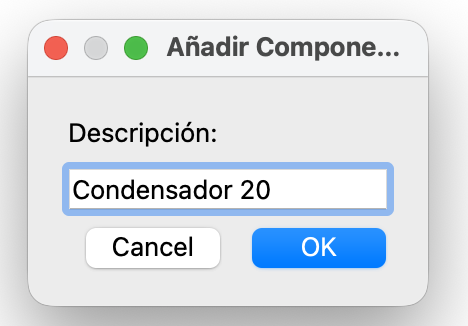 Añadir Compone...
Descripción:
Condensador 20
Cancel
OK